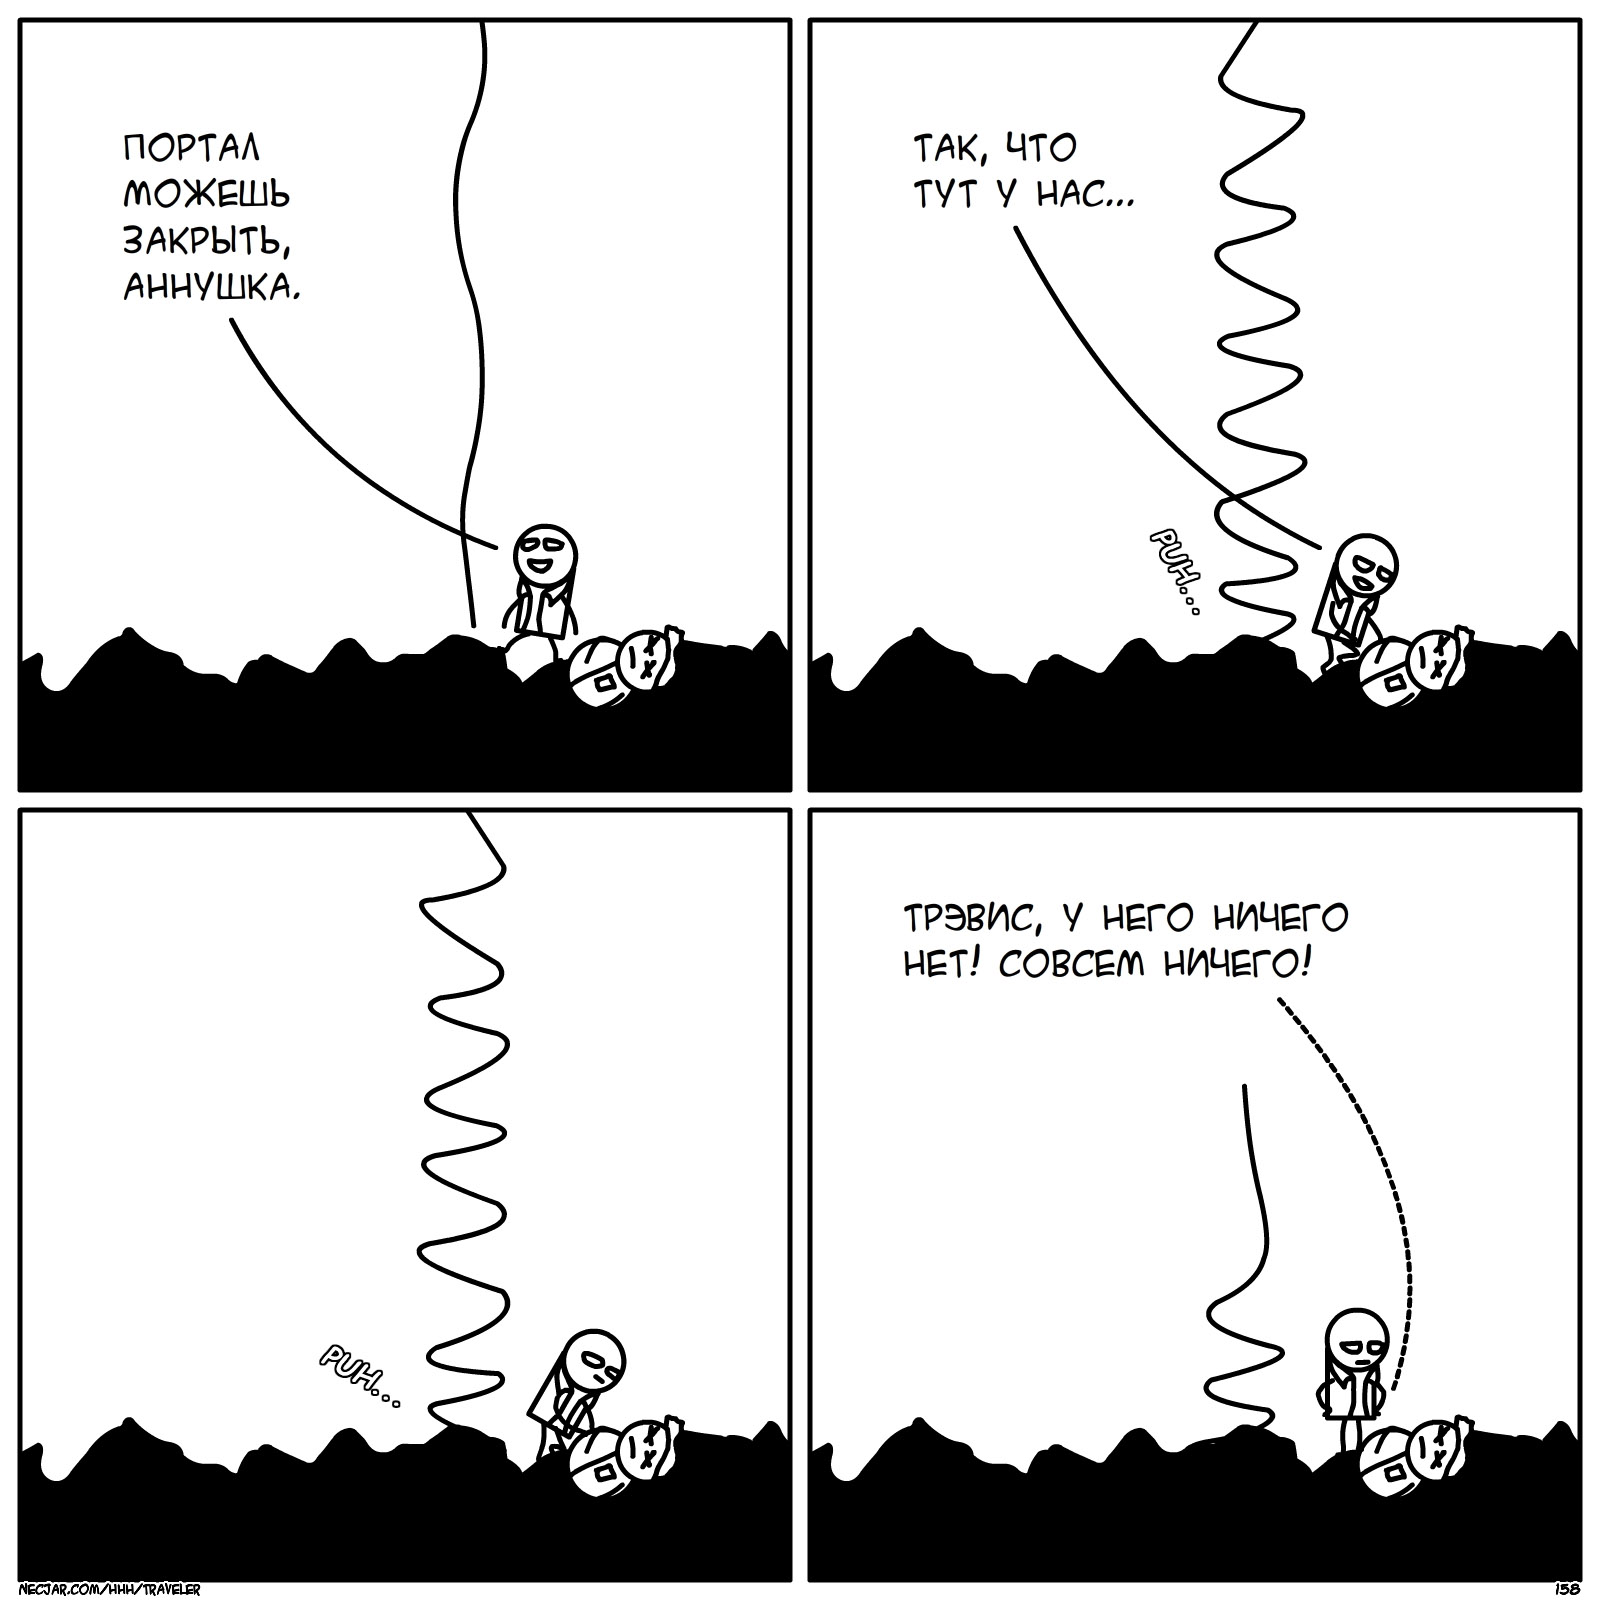 ПОРТАЛ
МОЖЕШЬ
ЗАКРЫТЬ,
АННУШКА.
ТАК, ЧТО
ТУТ У НАС...
PUH...
PUH...
ТРЭВИС, У НЕГО НИЧЕГО
НЕТ! СОВСЕМ НИЧЕГО!
NECJAR.COM/HHH/TRAVELER
158